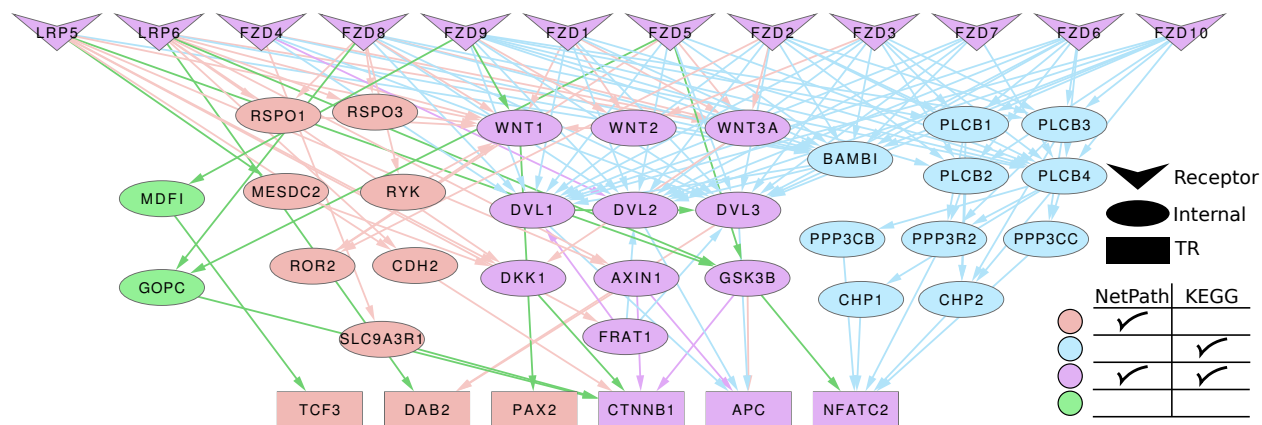 LRP5 LRP6 FZD4 FZD8 FZD9 FZD1 FZD5 FZD2 FZD3 FZD7 FZD6 FZD10
RSPO1 RSPO3 WNT1 WNT2 WNT3A PLCB1 PLCB3
BAMBI
MESDC2 RYK PLCB2 PLCB4 Receptor
MDFI DVL1 DVL2 DVL3 Internal
PPP3CB PPP3R2 PPP3CC TR
ROR2 CDH2 DKK1 AXIN1 GSK3B
GOPC CHP1 CHP2 NetPath KEGG
SLC9A3R1 FRAT1
TCF3 DAB2 PAX2 CTNNB1 APC NFATC2